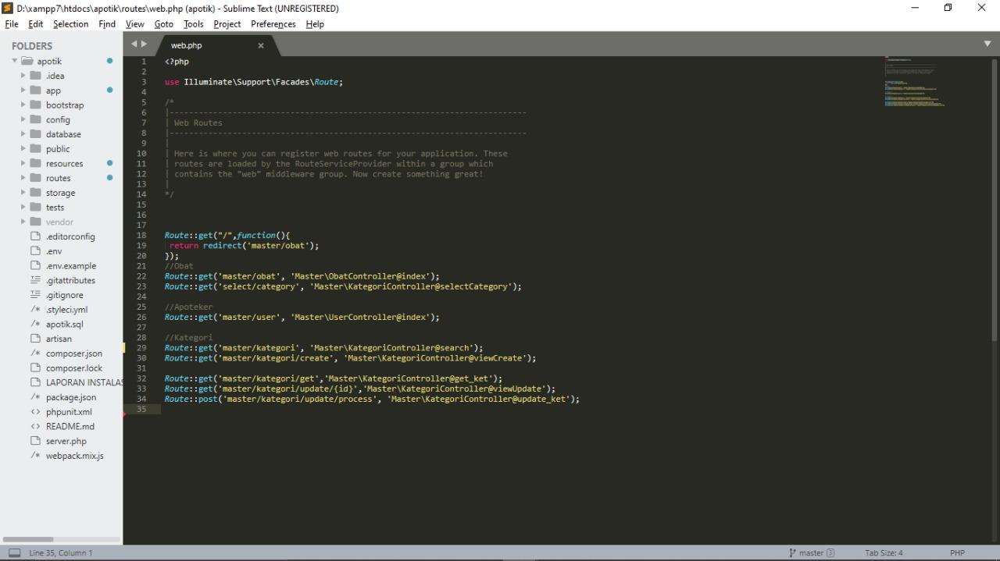 D:\xampp7\htdocs\apotik\routes\web.php (apotik) - Sublime Text (UNREGISTERED)
File Edit Selection Find View Goto Tools Project Preferences Help
FOLDERS
apotik
.idea
app
bootstrap
config
database
public
resources
routes
storage
tests
vendor
.editorconfig
.env
.env.example
.gitattributes
.gitignore
/* .styleci.yml
/* apotik.sql
artisan
/* composer.json
composer.lock
LAPORAN INSTALAS
/* package.json
<> phpunit.xml
<> README.md
server.php
/* webpack.mix.js
web.php
1 <?php
2
3 use Illuminate\Support\Facades\Route;
4
5 /*
6 |--------------------------------------------------------------------------
7 | Web Routes
8 |--------------------------------------------------------------------------
9 |
10 | Here is where you can register web routes for your application. These
11 | routes are loaded by the RouteServiceProvider within a group which
12 | contains the "web" middleware group. Now create something great!
13 |
14 */
15
16
17
18 Route::get("/",function(){
19 return redirect('master/obat');
20 });
21 //Obat
22 Route::get('master/obat', 'Master\ObatController@index');
23 Route::get('select/category', 'Master\KategoriController@selectCategory');
24
25 //Apoteker
26 Route::get('master/user', 'Master\UserController@index');
27
28 //Kategori
29 Route::get('master/kategori', 'Master\KategoriController@search');
30 Route::get('master/kategori/create', 'Master\KategoriController@viewCreate');
31
32 Route::get('master/kategori/get','Master\KategoriController@get_ket');
33 Route::get('master/kategori/update/{id}','Master\KategoriController@viewUpdate');
34 Route::post('master/kategori/update/process', 'Master\KategoriController@update_ket');
35
Line 35, Column 1
master 3
Tab Size: 4
PHP